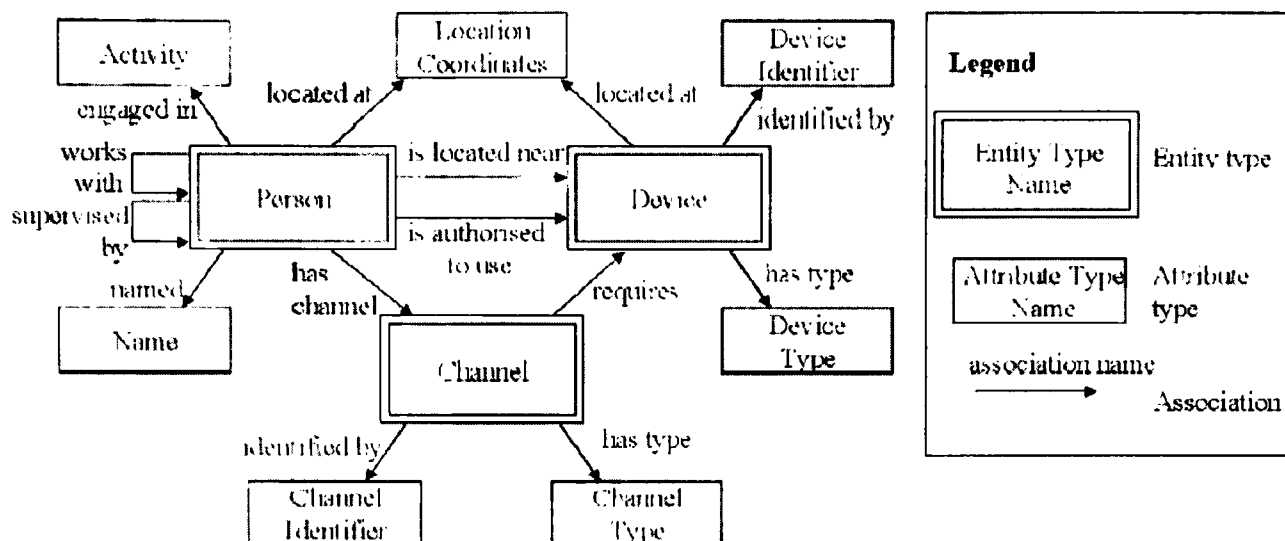 Activity
Location
Coordinates
Device
Identifier
Legend
engaged in
located at
located at
identified by
works
with
supervised
by
Person
is located near
is authorised
to use
Device
Entity Type
Name
Entity type
named
has
channel
requires
has type
Attribute Type
Name
Attribute
type
Name
Channel
Device
Type
association name
Association
identified by
has type
Channel
Identifier
Channel
Type